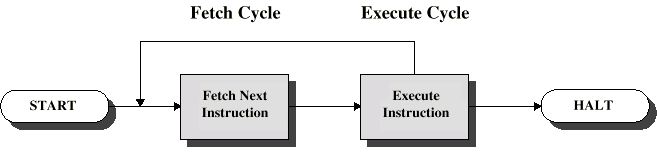 Fetch Cycle
Execute Cycle
START
Fetch Next
Instruction
Execute
Instruction
HALT